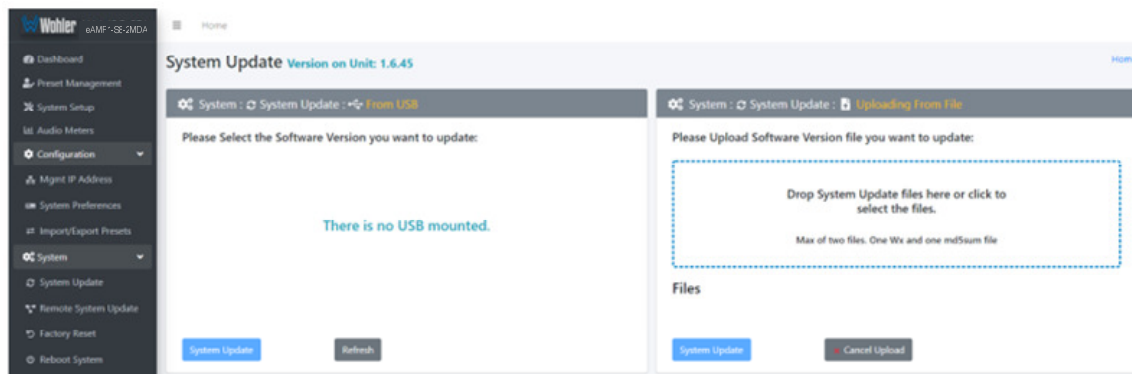 Wohler eAMF1-SE-2MDA
Home
Dashboard
Preset Management
System Setup
Audio Meters
Configuration
Mgmt IP Address
System Preferences
Import/Export Presets
System
System Update
Remote System Update
Factory Reset
Reboot System
System Update Version on Unit: 1.6.45
Hom
System : System Update : From USB
Please Select the Software Version you want to update:
There is no USB mounted.
System Update
Refresh
System : System Update : Uploading From File
Please Upload Software Version file you want to update:
Drop System Update files here or click to
select the files.
Max of two files. One Wx and one md5sum file
Files
System Update
Cancel Upload